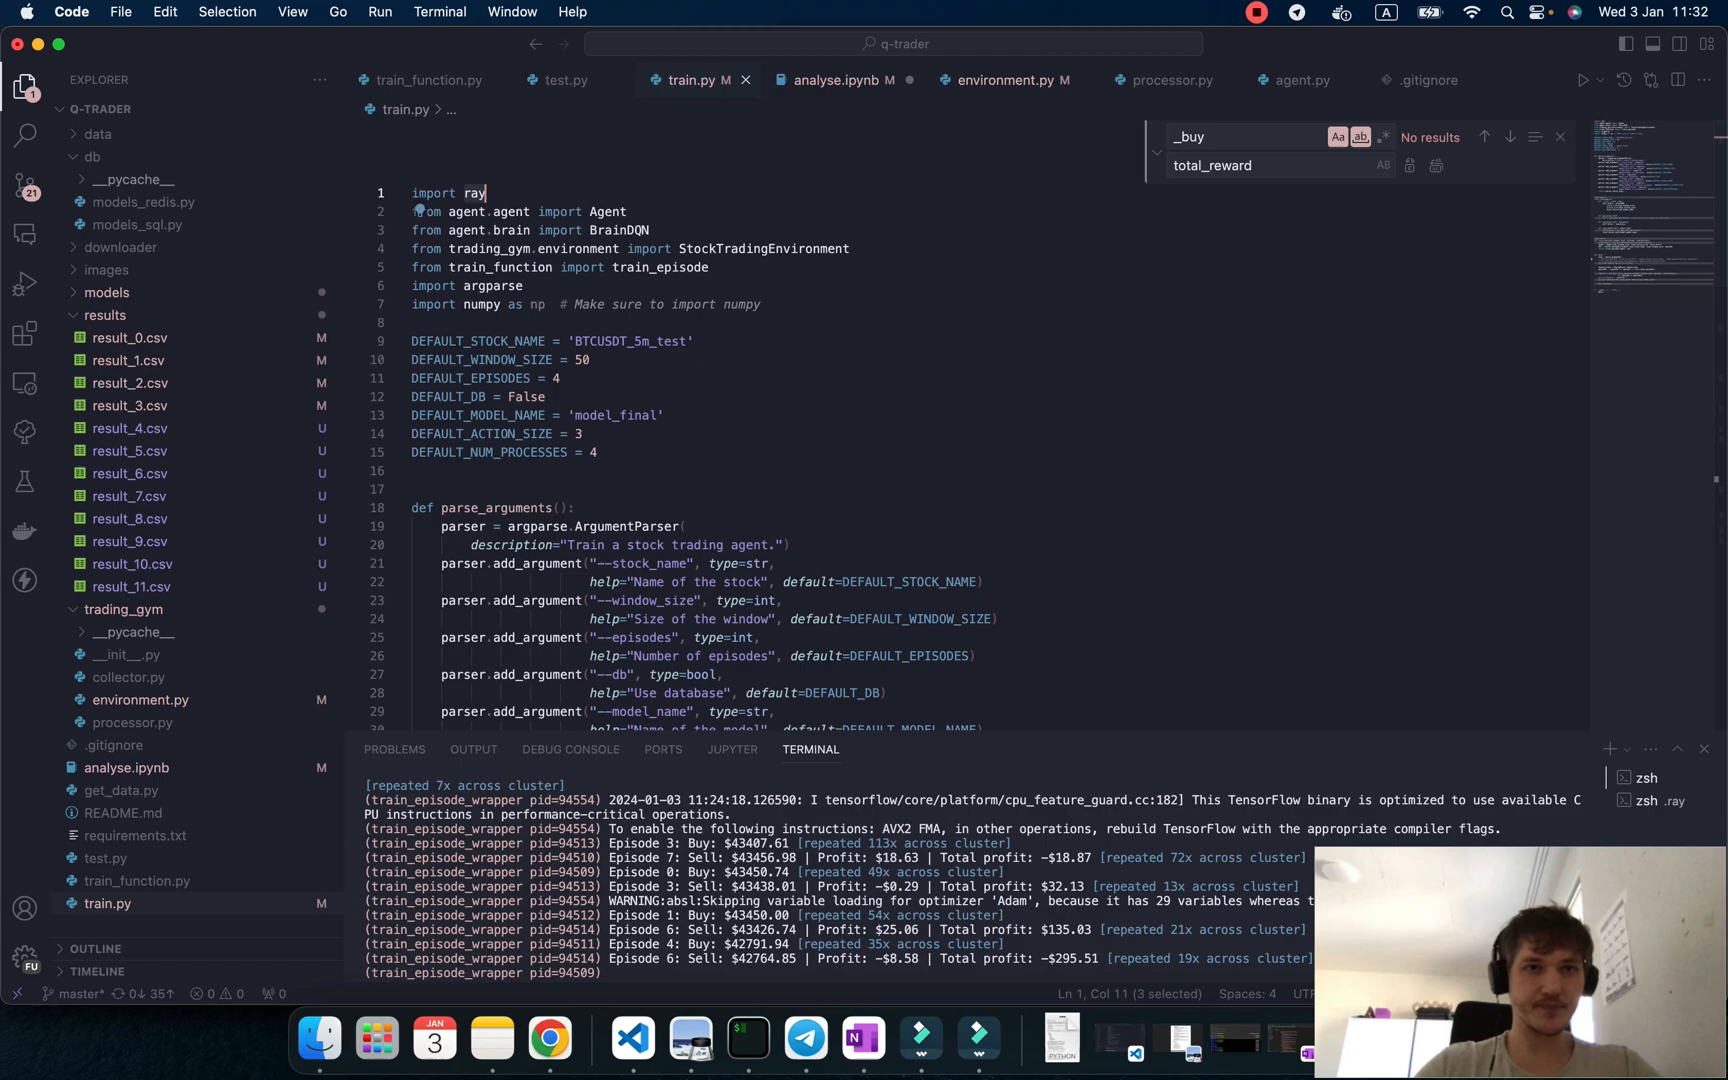 Code File Edit Selection View Go Run Terminal Window Help
A
Wed 3 Jan 11:32
q-trader
EXPLORER
train_function.py
test.py
train.py M
analyse.ipynb M
environment.py M
processor.py
agent.py
.gitignore
1
Q-TRADER
train.py > ...
data
_buy
Aa
ab
No results
db
total_reward
AB
__pycache__
21
models_redis.py
models_sql.py
downloader
images
models
results
result_0.csv M
result_1.csv M
result_2.csv M
result_3.csv M
result_4.csv U
result_5.csv U
result_6.csv U
result_7.csv U
result_8.csv U
result_9.csv U
result_10.csv U
result_11.csv U
trading_gym
__pycache__
__init__.py
collector.py
environment.py M
processor.py
.gitignore
analyse.ipynb M
get_data.py
README.md
requirements.txt
test.py
train_function.py
train.py M
OUTLINE
TIMELINE
FU
1 import ray
2 from agent.agent import Agent
3 from agent.brain import BrainDQN
4 from trading_gym.environment import StockTradingEnvironment
5 from train_function import train_episode
6 import argparse
7 import numpy as np # Make sure to import numpy
8
9 DEFAULT_STOCK_NAME = 'BTCUSDT_5m_test'
10 DEFAULT_WINDOW_SIZE = 50
11 DEFAULT_EPISODES = 4
12 DEFAULT_DB = False
13 DEFAULT_MODEL_NAME = 'model_final'
14 DEFAULT_ACTION_SIZE = 3
15 DEFAULT_NUM_PROCESSES = 4
16
17
18 def parse_arguments():
19 parser = argparse.ArgumentParser(
20 description="Train a stock trading agent.")
21 parser.add_argument("--stock_name", type=str,
22 help="Name of the stock", default=DEFAULT_STOCK_NAME)
23 parser.add_argument("--window_size", type=int,
24 help="Size of the window", default=DEFAULT_WINDOW_SIZE)
25 parser.add_argument("--episodes", type=int,
26 help="Number of episodes", default=DEFAULT_EPISODES)
27 parser.add_argument("--db", type=bool,
28 help="Use database", default=DEFAULT_DB)
29 parser.add_argument("--model_name", type=str,
30 help="Name of the model", default=DEFAULT_MODEL_NAME)
PROBLEMS OUTPUT DEBUG CONSOLE PORTS JUPYTER TERMINAL
zsh
zsh .ray
[repeated 7x across cluster]
(train_episode_wrapper pid=94554) 2024-01-03 11:24:18.126590: I tensorflow/core/platform/cpu_feature_guard.cc:182] This TensorFlow binary is optimized to use available C
PU instructions in performance-critical operations.
(train_episode_wrapper pid=94554) To enable the following instructions: AVX2 FMA, in other operations, rebuild TensorFlow with the appropriate compiler flags.
(train_episode_wrapper pid=94513) Episode 3: Buy: $43407.61 [repeated 113x across cluster]
(train_episode_wrapper pid=94510) Episode 7: Sell: $43456.98 | Profit: $18.63 | Total profit: -$18.87 [repeated 72x across cluster]
(train_episode_wrapper pid=94509) Episode 0: Buy: $43450.74 [repeated 49x across cluster]
(train_episode_wrapper pid=94513) Episode 3: Sell: $43438.01 | Profit: -$0.29 | Total profit: $32.13 [repeated 13x across cluster]
(train_episode_wrapper pid=94554) WARNING:absl:Skipping variable loading for optimizer 'Adam', because it has 29 variables whereas t
(train_episode_wrapper pid=94512) Episode 1: Buy: $43450.00 [repeated 54x across cluster]
(train_episode_wrapper pid=94514) Episode 6: Sell: $43426.74 | Profit: $25.06 | Total profit: $135.03 [repeated 21x across cluster]
(train_episode_wrapper pid=94511) Episode 4: Buy: $42791.94 [repeated 35x across cluster]
(train_episode_wrapper pid=94514) Episode 6: Sell: $42764.85 | Profit: -$8.58 | Total profit: -$295.51 [repeated 19x across cluster]
(train_episode_wrapper pid=94509)
master* 0↓ 35↑ 0 0 0
Ln 1, Col 11 (3 selected) Spaces: 4 UTF
JAN
3
PYTHON